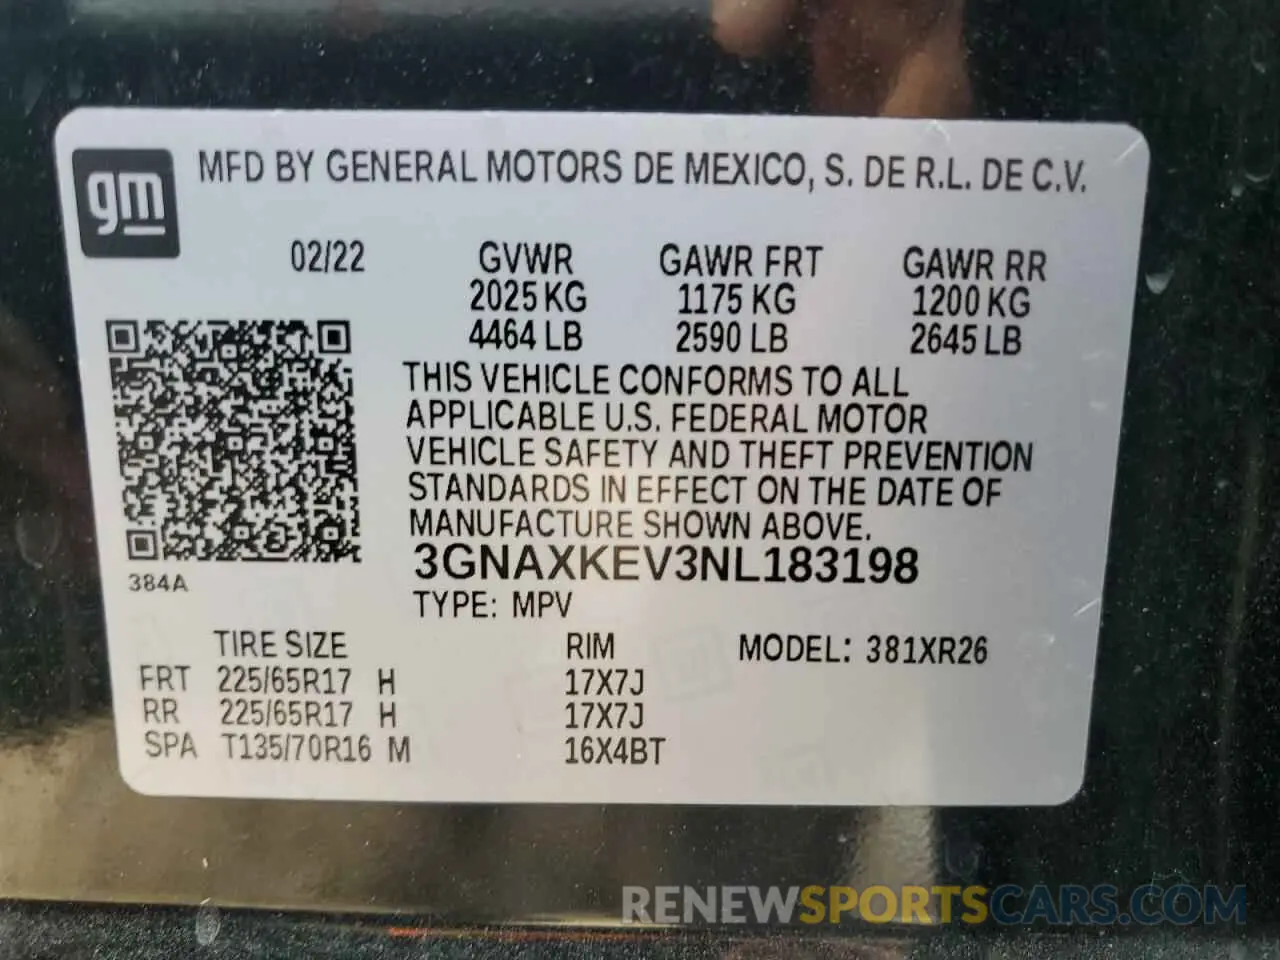 gm
MFD BY GENERAL MOTORS DE MEXICO, S. DE R.L. DE C.V.
02/22 GVWR GAWR FRT GAWR RR
2025 KG 1175 KG 1200 KG
4464 LB 2590 LB 2645 LB
THIS VEHICLE CONFORMS TO ALL
APPLICABLE U.S. FEDERAL MOTOR
VEHICLE SAFETY AND THEFT PREVENTION
STANDARDS IN EFFECT ON THE DATE OF
MANUFACTURE SHOWN ABOVE.
3GNAXKEV3NL183198
384A
TYPE: MPV
TIRE SIZE RIM MODEL: 381XR26
FRT 225/65R17 H 17X7J
RR 225/65R17 H 17X7J
SPA T135/70R16 M 16X4BT
RENEWSPORTSCARS.COM